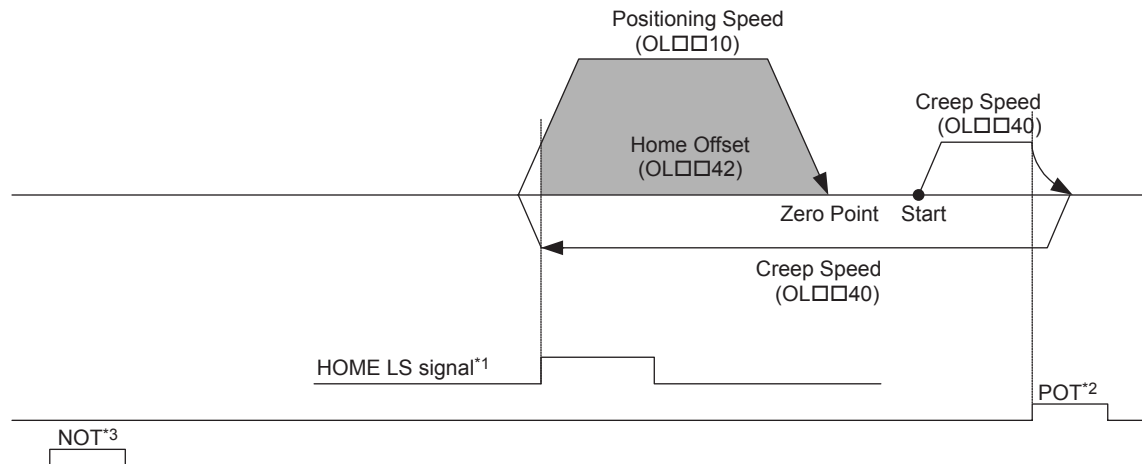 Positioning Speed
(OL□□10)
Creep Speed
(OL□□40)
Home Offset
(OL□□42)
Zero Point
Start
Creep Speed
(OL□□40)
HOME LS signal*1
POT*2
NOT*3